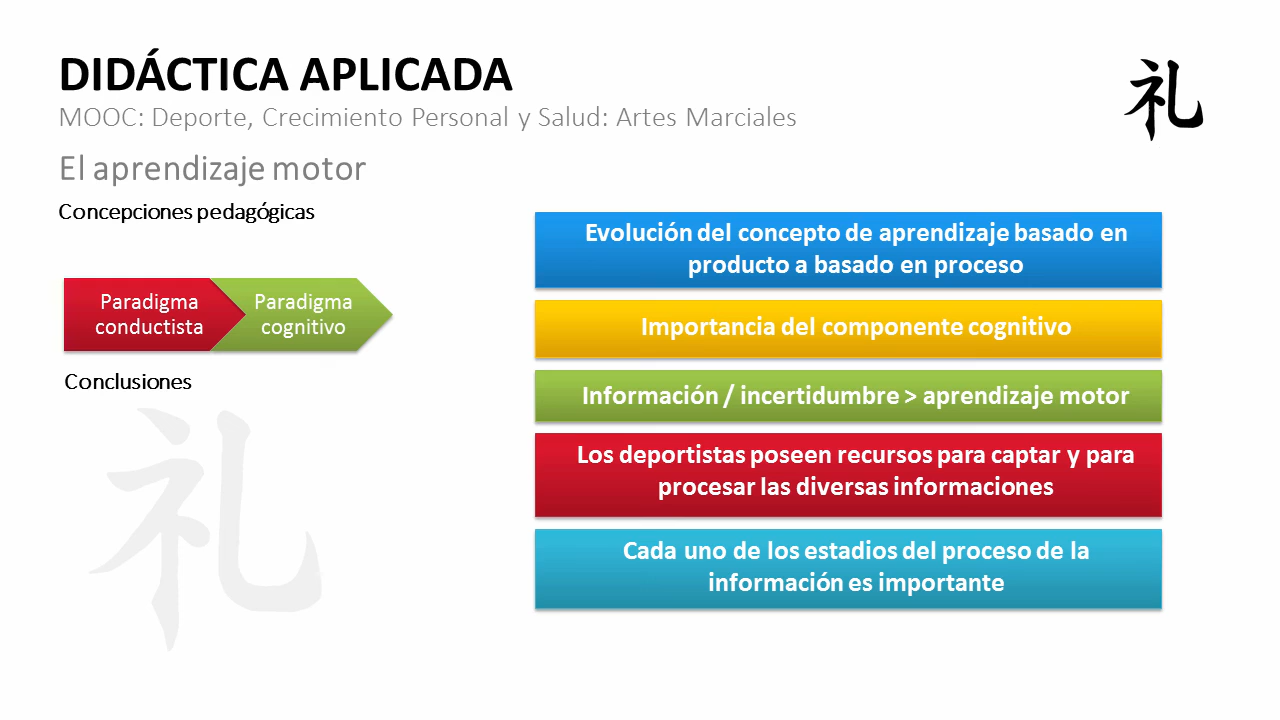 DIDÁCTICA APLICADA
礼
MOOC: Deporte, Crecimiento Personal y Salud: Artes Marciales
El aprendizaje motor
Concepciones pedagógicas
Paradigma
conductista
Paradigma
cognitivo
Conclusiones
礼
Evolución del concepto de aprendizaje basado en
producto a basado en proceso
Importancia del componente cognitivo
Información / incertidumbre > aprendizaje motor
Los deportistas poseen recursos para captar y para
procesar las diversas informaciones
Cada uno de los estadios del proceso de la
información es importante